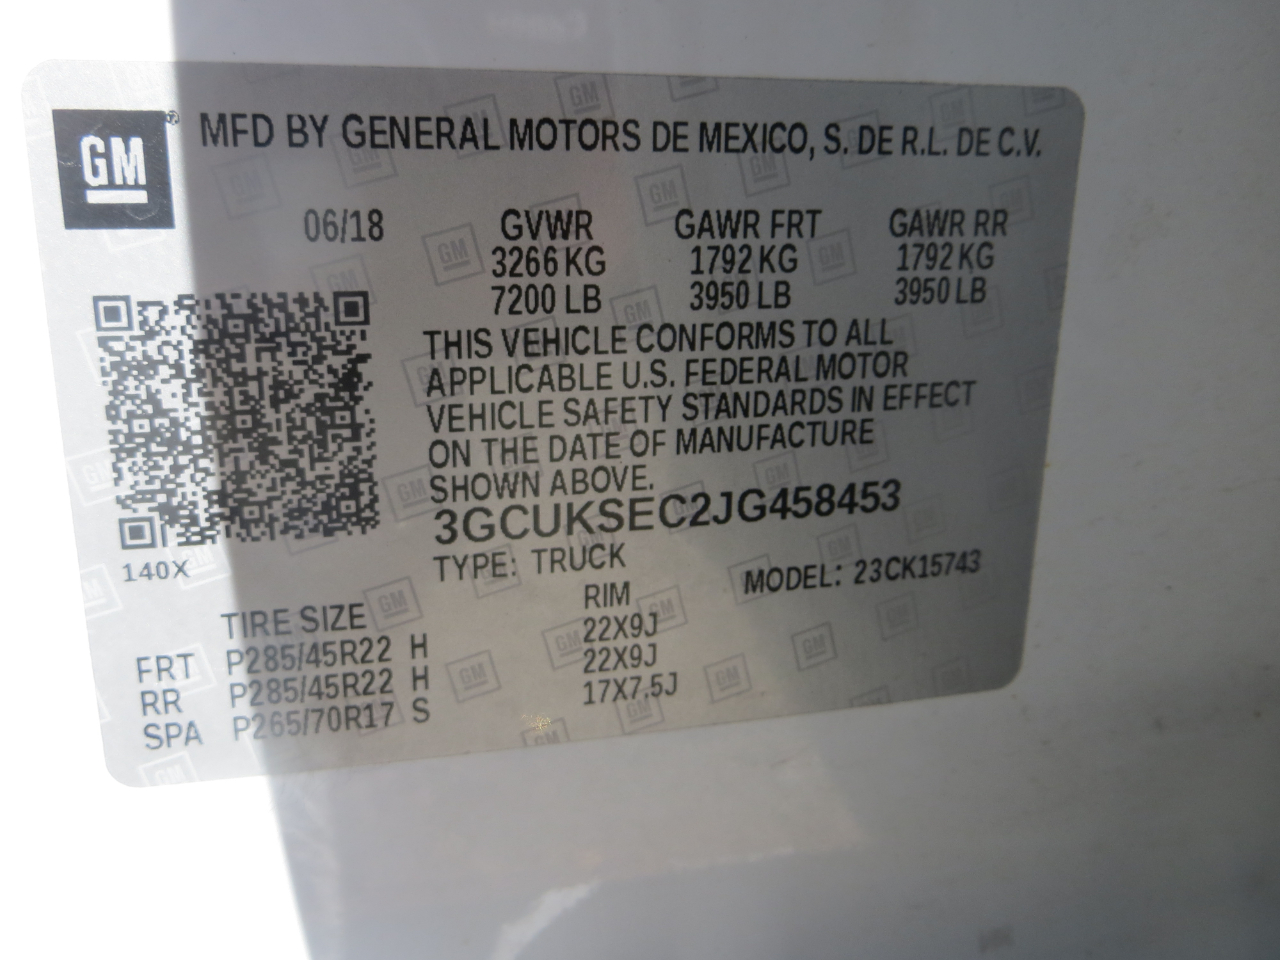 GM® MFD BY GENERAL MOTORS DE MEXICO, S. DE R.L. DE C.V.
06/18 GVWR GAWR FRT GAWR RR
3266 KG 1792 KG 1792 KG
7200 LB 3950 LB 3950 LB
THIS VEHICLE CONFORMS TO ALL
APPLICABLE U.S. FEDERAL MOTOR
VEHICLE SAFETY STANDARDS IN EFFECT
ON THE DATE OF MANUFACTURE
SHOWN ABOVE.
3GCUKSEC2JG458453
140X
TYPE: TRUCK MODEL: 23CK15743
TIRE SIZE RIM
FRT P285/45R22 H 22X9J
RR P285/45R22 H 22X9J
SPA P265/70R17 S 17X7.5J